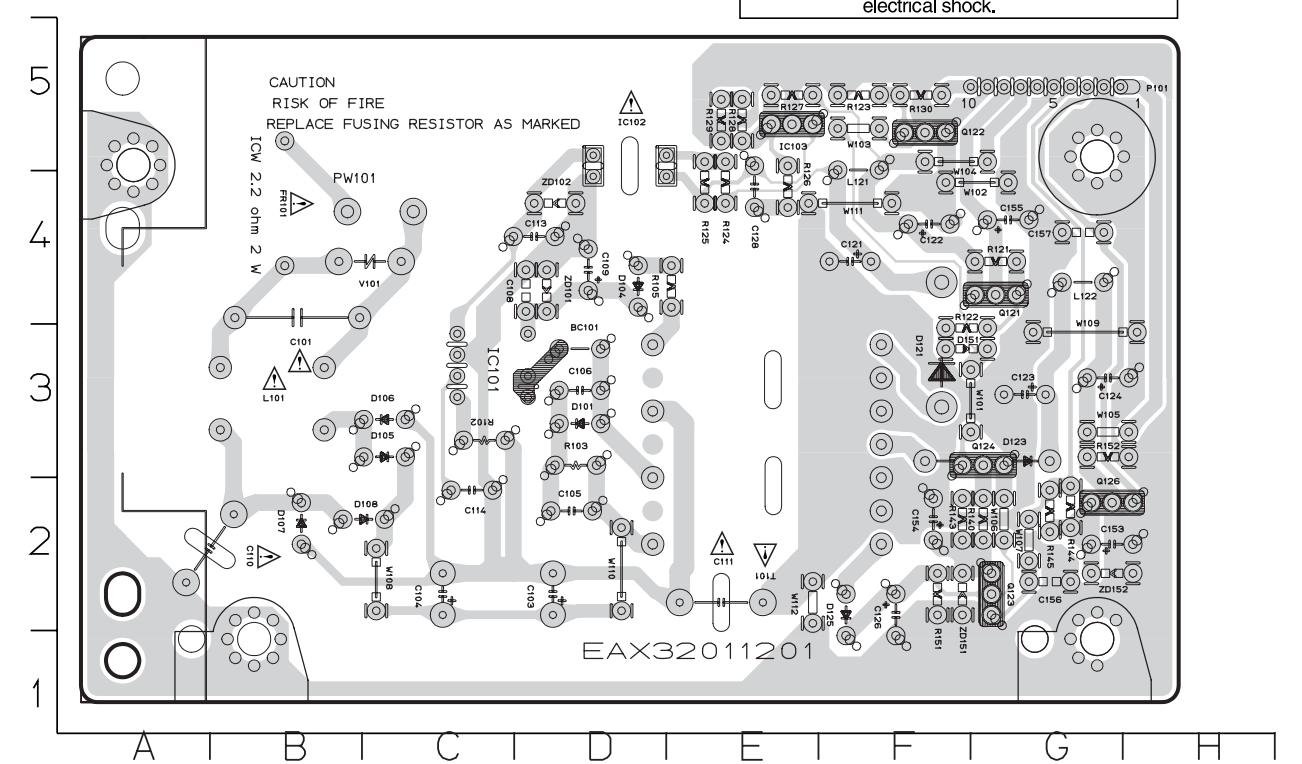 electrical shock.
5
CAUTION
RISK OF FIRE
REPLACE FUSING RESISTOR AS MARKED
IC102
R129
R128
R127
R123
R130
10
5
1
P101
ICW 2.2 ohm 2 W
IC103
W103
Q122
PW101
FR101
ZD102
R126
L121
W104
W102
4
C113
R125
R124
C128
W111
C122
C155
C157
C121
R121
V101
C108
ZD101
C109
D104
R105
L122
Q121
C101
BC101
R122
W109
D151
D121
3
L101
IC101
C106
W101
C123
C124
D106
D101
R102
W105
D105
R103
Q124
D123
R152
C114
C105
Q126
2
D107
D108
C154
R143
R140
W106
W107
R145
R144
C153
C110
C111
T101
W108
C104
C103
W110
W112
D125
C126
Q123
C156
ZD152
R151
ZD151
EAX32011201
1
A
B
C
D
E
F
G
H